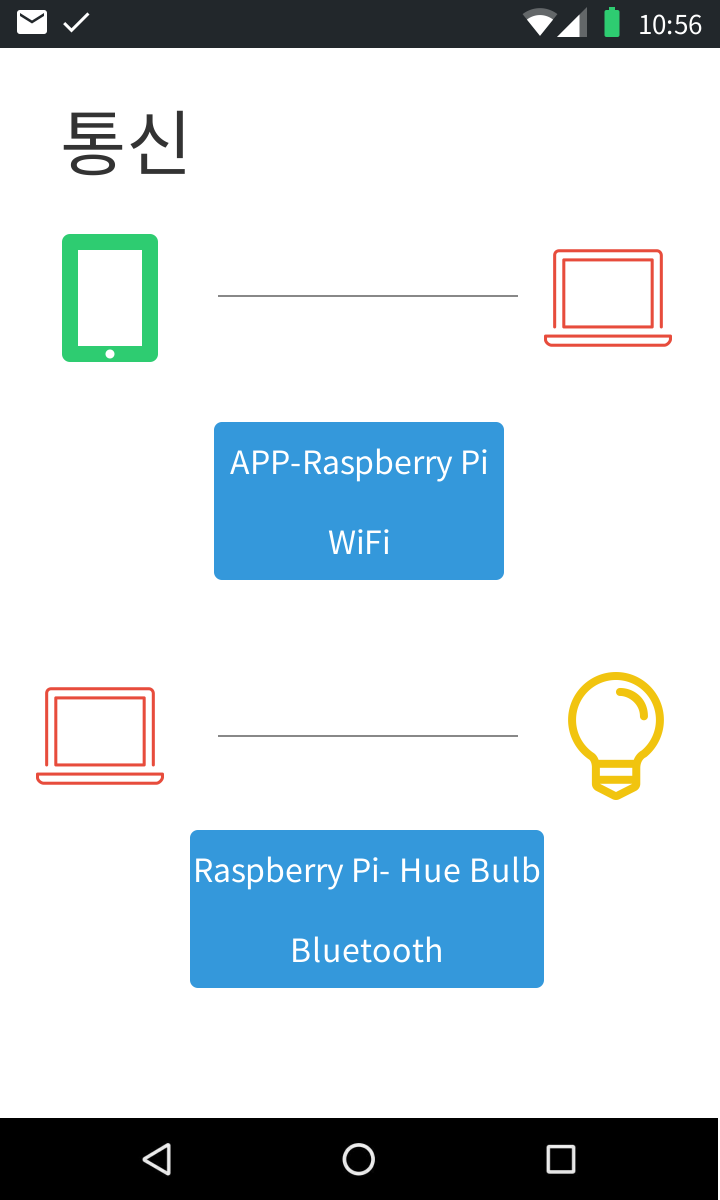 10:56
통신
APP-Raspberry Pi
WiFi
Raspberry Pi- Hue Bulb
Bluetooth